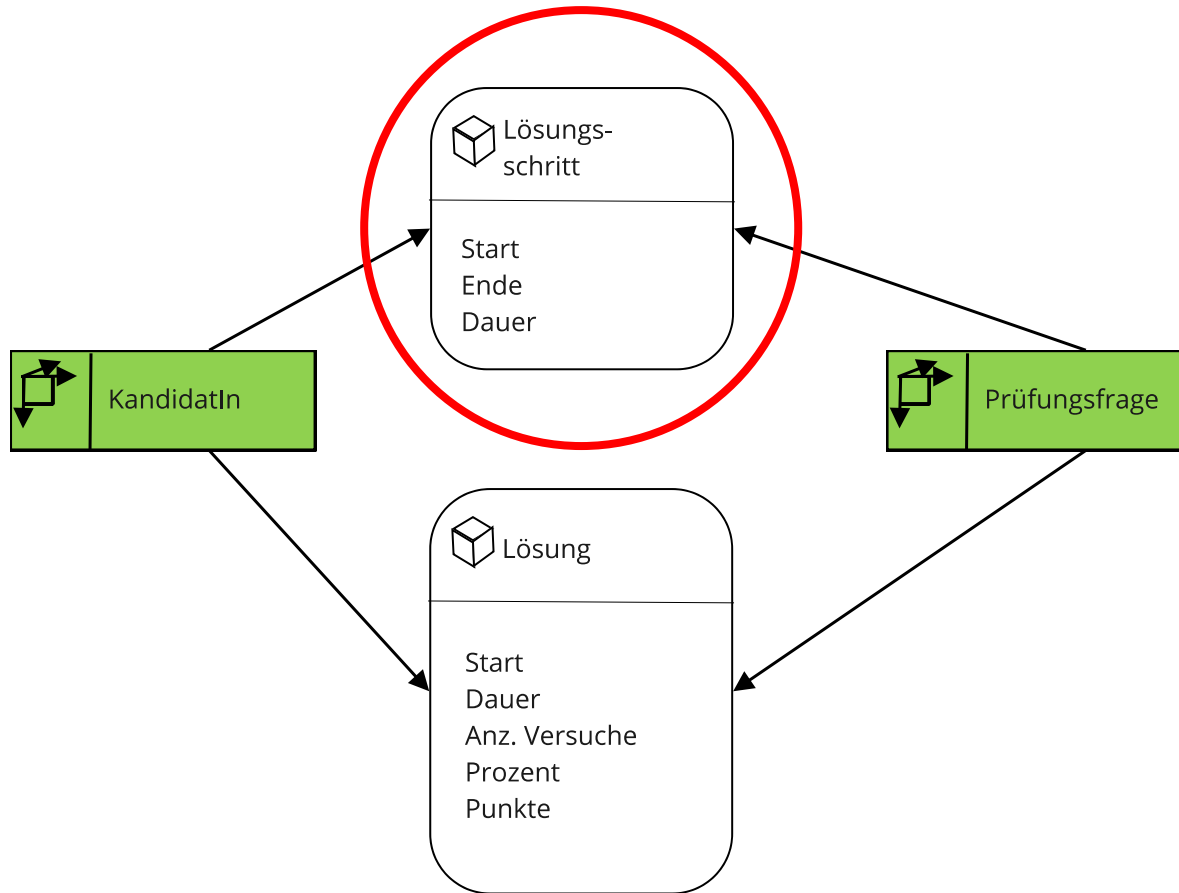 Lösungs-
schritt
Start
Ende
Dauer
KandidatIn
Prüfungsfrage
Lösung
Start
Dauer
Anz. Versuche
Prozent
Punkte